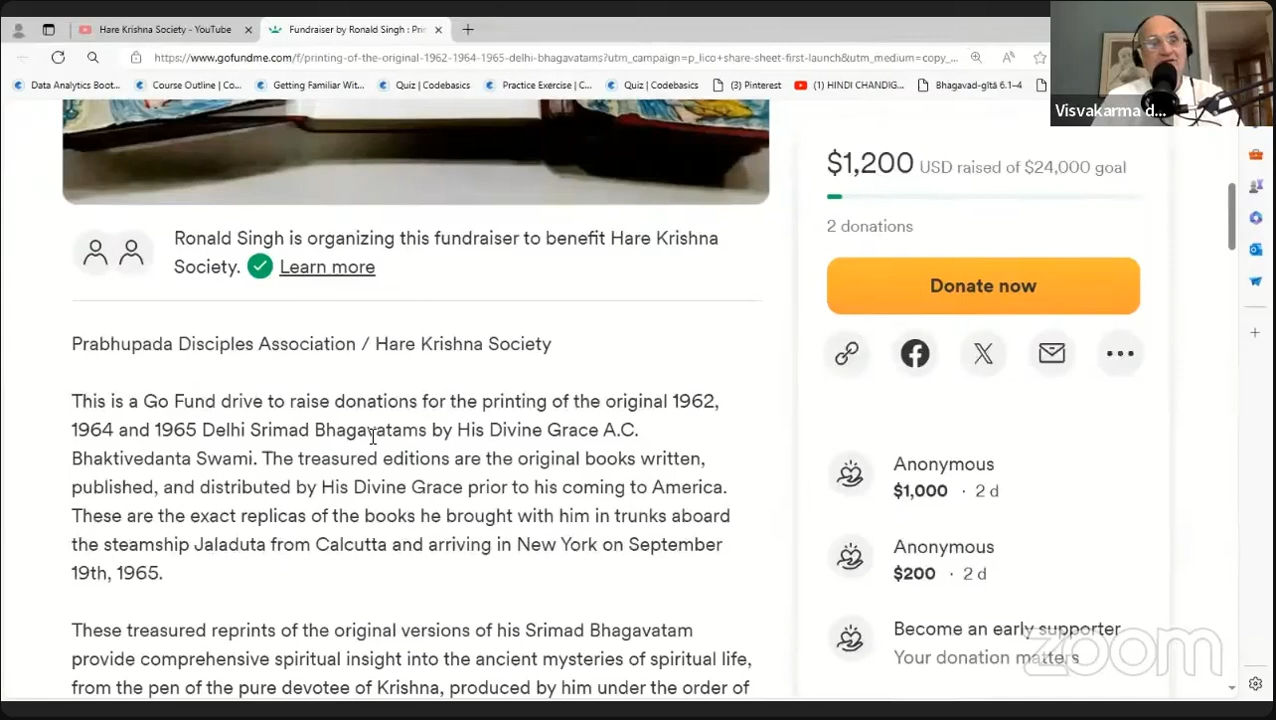 Hare Krishna Society - YouTube
Fundraiser by Ronald Singh : Pri
https://www.gofundme.com/f/printing-of-the-original-1962-1964-1965-delhi-bhagavatams?utm_campaign=p_lico+share-sheet-first-launch&utm_medium=copy_...
Data Analytics Boot...
Course Outline | Co...
Getting Familiar Wit...
Quiz | Codebasics
Practice Exercise | C...
Quiz | Codebasics
(3) Pinterest
(1) HINDI CHANDIG...
Bhagavad-gītā 6.1–4
Visvakarma d...
$1,200 USD raised of $24,000 goal
2 donations
Donate now
Ronald Singh is organizing this fundraiser to benefit Hare Krishna
Society. Learn more
Prabhupada Disciples Association / Hare Krishna Society
This is a Go Fund drive to raise donations for the printing of the original 1962,
1964 and 1965 Delhi Srimad Bhagavatams by His Divine Grace A.C.
Bhaktivedanta Swami. The treasured editions are the original books written,
published, and distributed by His Divine Grace prior to his coming to America.
These are the exact replicas of the books he brought with him in trunks aboard
the steamship Jaladuta from Calcutta and arriving in New York on September
19th, 1965.
These treasured reprints of the original versions of his Srimad Bhagavatam
provide comprehensive spiritual insight into the ancient mysteries of spiritual life,
from the pen of the pure devotee of Krishna, produced by him under the order of
Anonymous
$1,000 · 2 d
Anonymous
$200 · 2 d
Become an early supporter
Your donation matters
zoom